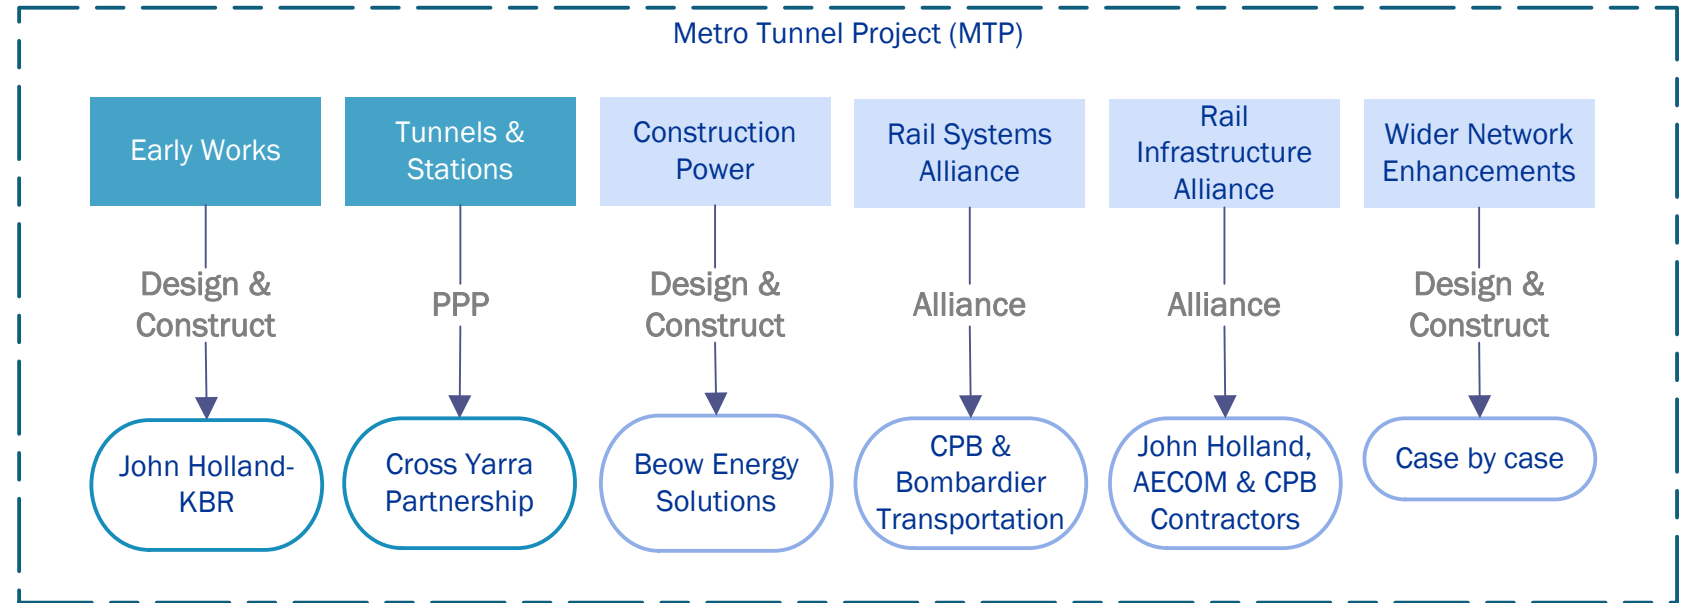 Metro Tunnel Project (MTP)
Early Works
Tunnels &
Stations
Construction
Power
Rail Systems
Alliance
Rail
Infrastructure
Alliance
Wider Network
Enhancements
Design &
Construct
PPP
Design &
Construct
Alliance
Alliance
Design &
Construct
John Holland-
KBR
Cross Yarra
Partnership
Beow Energy
Solutions
CPB &
Bombardier
Transportation
John Holland,
AECOM & CPB
Contractors
Case by case